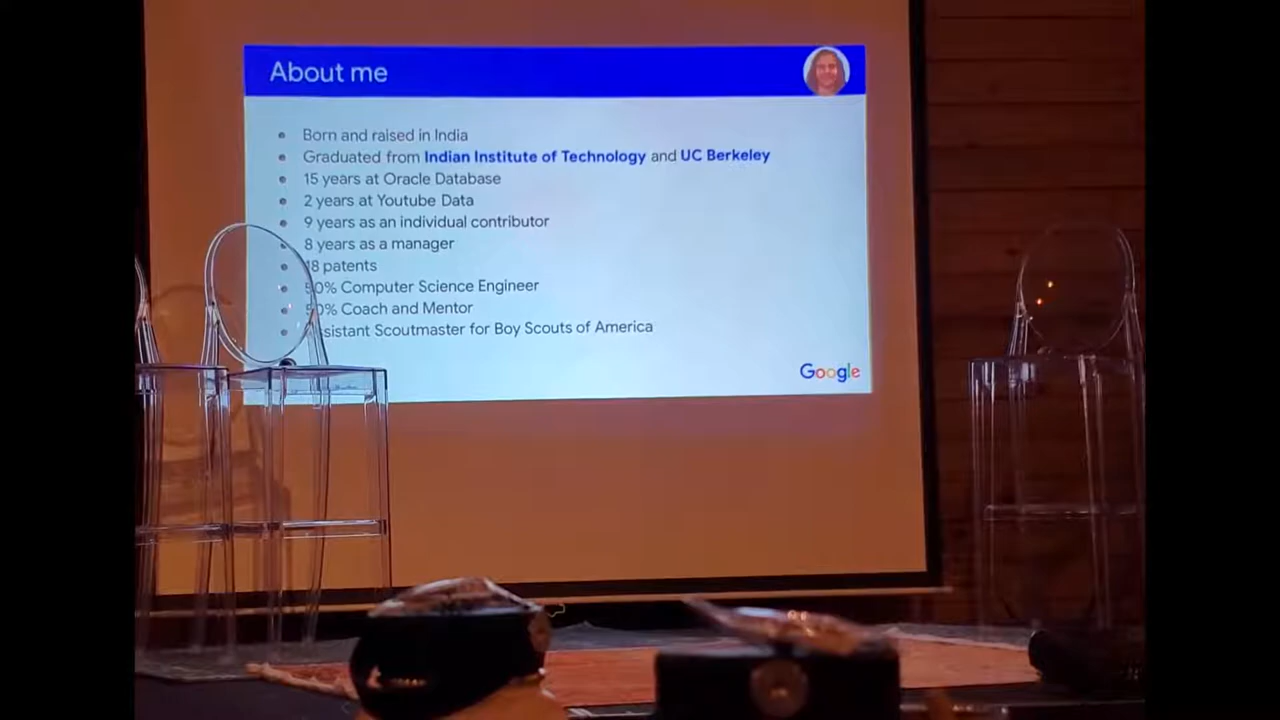 About me
Born and raised in India
Graduated from Indian Institute of Technology and UC Berkeley
15 years at Oracle Database
2 years at Youtube Data
9 years as an individual contributor
8 years as a manager
18 patents
50% Computer Science Engineer
50% Coach and Mentor
Assistant Scoutmaster for Boy Scouts of America
Google